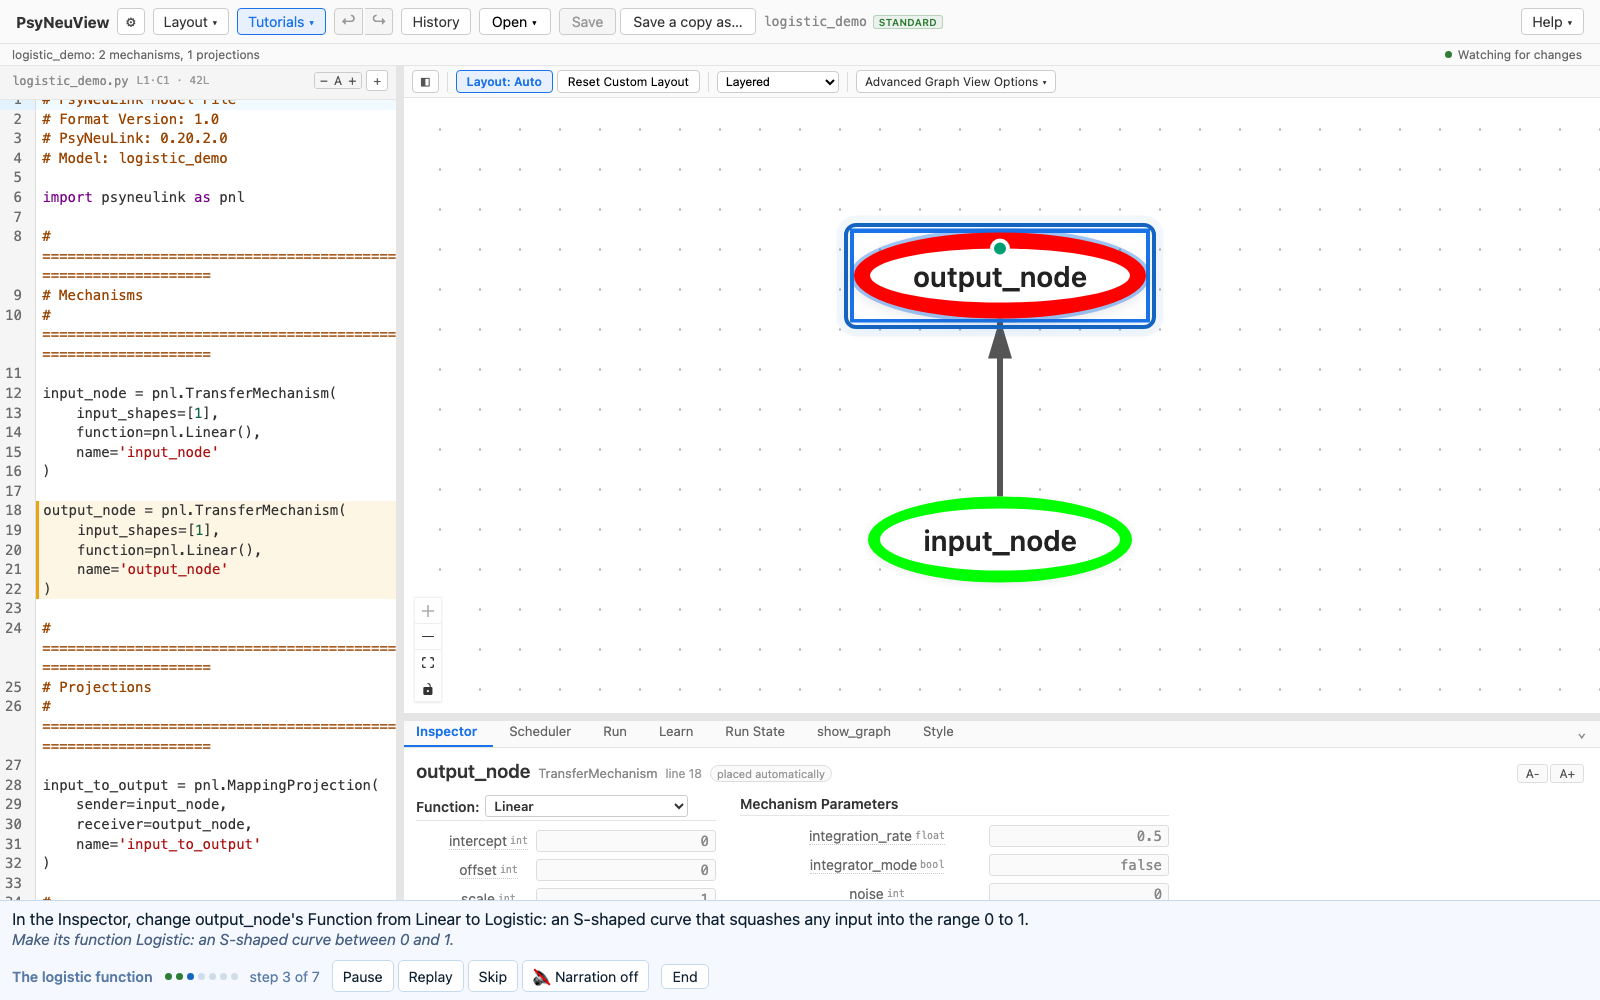 PsyNeuView ⚙ Layout ▾ Tutorials ▾ ↩ ↪ History Open ▾ Save Save a copy as... logistic_demo STANDARD Help ▾
logistic_demo: 2 mechanisms, 1 projections ● Watching for changes
logistic_demo.py L1:C1 · 42L − A + +
Layout: Auto Reset Custom Layout Layered Advanced Graph View Options ▾
1 # PsyNeuLink Model File
2 # Format Version: 1.0
3 # PsyNeuLink: 0.20.2.0
4 # Model: logistic_demo
5
6 import psyneulink as pnl
7
8 #
==========================================
====================
9 # Mechanisms
10 #
==========================================
====================
11
12 input_node = pnl.TransferMechanism(
13 input_shapes=[1],
14 function=pnl.Linear(),
15 name='input_node'
16 )
17
18 output_node = pnl.TransferMechanism(
19 input_shapes=[1],
20 function=pnl.Linear(),
21 name='output_node'
22 )
23
24 #
==========================================
====================
25 # Projections
26 #
==========================================
====================
27
28 input_to_output = pnl.MappingProjection(
29 sender=input_node,
30 receiver=output_node,
31 name='input_to_output'
32 )
33
34 #
output_node
input_node
Inspector Scheduler Run Learn Run State show_graph Style
output_node TransferMechanism line 18 placed automatically A- A+
Function: Linear
intercept int 0
offset int 0
scale int 1
Mechanism Parameters
integration_rate float 0.5
integrator_mode bool false
noise int 0
In the Inspector, change output_node's Function from Linear to Logistic: an S-shaped curve that squashes any input into the range 0 to 1.
Make its function Logistic: an S-shaped curve between 0 and 1.
The logistic function step 3 of 7 Pause Replay Skip Narration off End